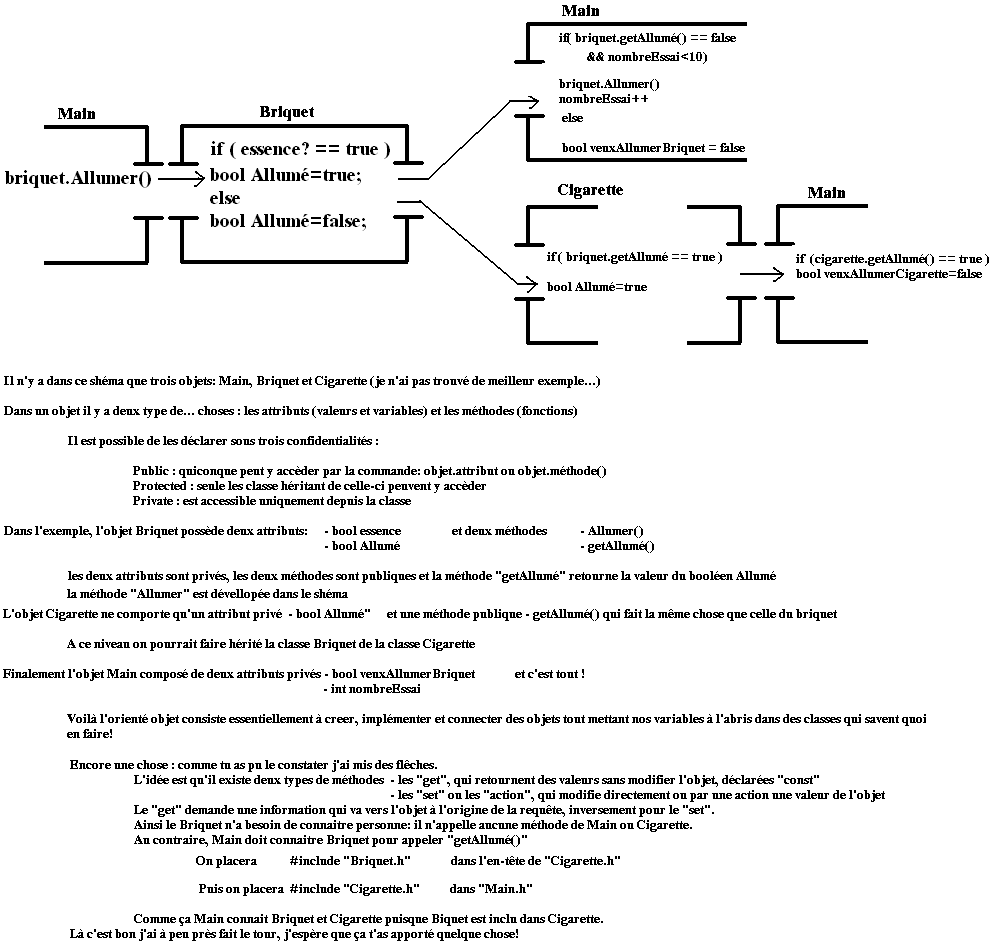 Main
if( briquet.getAllumé() == false
&& nombreEssai<10)
briquet.Allumer()
nombreEssai++
else
bool veuxAllumerBriquet = false
Main
briquet.Allumer()
Briquet
if ( essence? == true )
bool Allumé=true;
else
bool Allumé=false;
Cigarette
if( briquet.getAllumé == true )
bool Allumé=true
Main
if (cigarette.getAllumé() == true )
bool veuxAllumerCigarette=false
Il n'y a dans ce shéma que trois objets: Main, Briquet et Cigarette (je n'ai pas trouvé de meilleur exemple...)
Dans un objet il y a deux type de... choses : les attributs (valeurs et variables) et les méthodes (fonctions)
Il est possible de les déclarer sous trois confidentialités :
Public : quiconque peut y accèder par la commande: objet.attribut ou objet.méthode()
Protected : seule les classe héritant de celle-ci peuvent y accèder
Private : est accessible uniquement depuis la classe
Dans l'exemple, l'objet Briquet possède deux attributs: - bool essence et deux méthodes - Allumer()
- bool Allumé - getAllumé()
les deux attributs sont privés, les deux méthodes sont publiques et la méthode "getAllumé" retourne la valeur du booléen Allumé
la méthode "Allumer" est dévellopée dans le shéma
L'objet Cigarette ne comporte qu'un attribut privé - bool Allumé" et une méthode publique - getAllumé() qui fait la même chose que celle du briquet
A ce niveau on pourrait faire hérité la classe Briquet de la classe Cigarette
Finalement l'objet Main composé de deux attributs privés - bool veuxAllumerBriquet et c'est tout !
- int nombreEssai
Voilà l'orienté objet consiste essentiellement à creer, implémenter et connecter des objets tout mettant nos variables à l'abris dans des classes qui savent quoi
en faire!
Encore une chose : comme tu as pu le constater j'ai mis des flêches.
L'idée est qu'il existe deux types de méthodes - les "get", qui retournent des valeurs sans modifier l'objet, déclarées "const"
- les "set" ou les "action", qui modifie directement ou par une action une valeur de l'objet
Le "get" demande une information qui va vers l'objet à l'origine de la requête, inversement pour le "set".
Ainsi le Briquet n'a besoin de connaitre personne: il n'appelle aucune méthode de Main ou Cigarette.
Au contraire, Main doit connaitre Briquet pour appeler "getAllumé()"
On placera #include "Briquet.h" dans l'en-tête de "Cigarette.h"
Puis on placera #include "Cigarette.h" dans "Main.h"
Comme ça Main connait Briquet et Cigarette puisque Biquet est inclu dans Cigarette.
Là c'est bon j'ai à peu près fait le tour, j'espère que ça t'as apporté quelque chose!